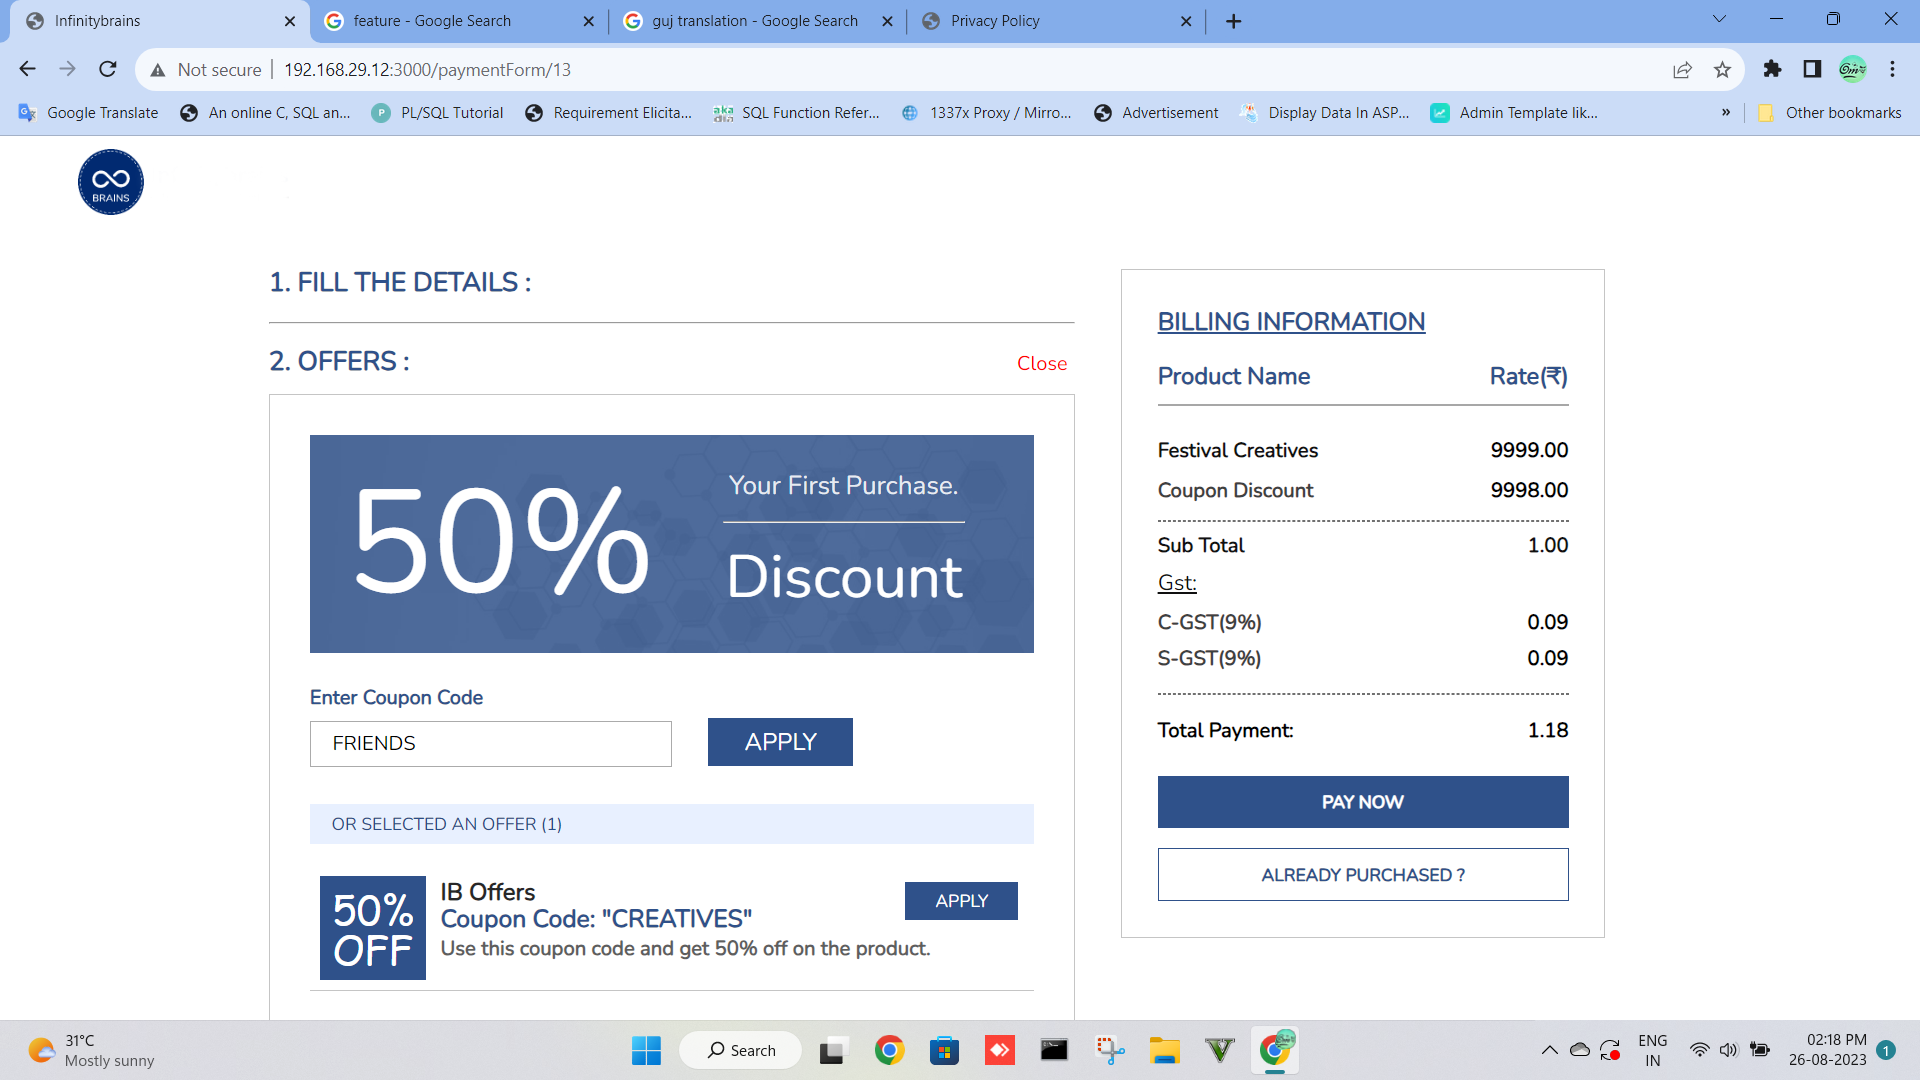 Infinitybrains
feature - Google Search
guj translation - Google Search
Privacy Policy
Not secure
192.168.29.12:3000/paymentForm/13
Google Translate
An online C, SQL an...
P
PL/SQL Tutorial
Requirement Elicita...
SQL Function Refer...
1337x Proxy / Mirro...
Advertisement
Display Data In ASP...
Admin Template lik...
»
Other bookmarks
BRAINS
1. FILL THE DETAILS :
2. OFFERS :
Close
50%
Your First Purchase.
Discount
Enter Coupon Code
FRIENDS
APPLY
OR SELECTED AN OFFER (1)
50%
OFF
IB Offers
Coupon Code: "CREATIVES"
Use this coupon code and get 50% off on the product.
APPLY
BILLING INFORMATION
Product Name Rate(₹)
Festival Creatives 9999.00
Coupon Discount 9998.00
Sub Total 1.00
Gst:
C-GST(9%) 0.09
S-GST(9%) 0.09
Total Payment: 1.18
PAY NOW
ALREADY PURCHASED ?
31°C
Mostly sunny
Search
ENG
IN
02:18 PM
26-08-2023
1